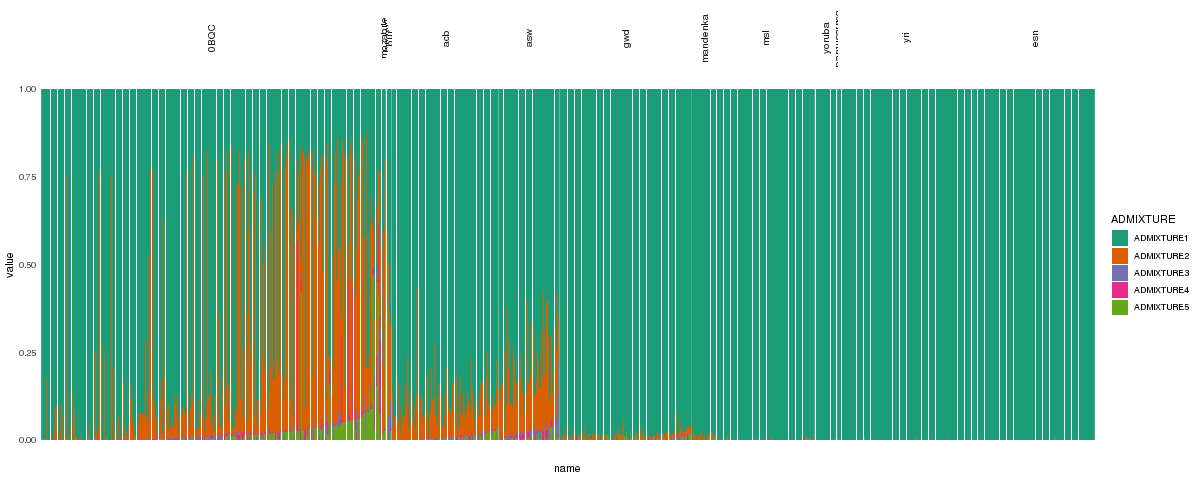 OBQC
acb
asw
gwd
mandenka
msl
yoruba
yri
esn
1.00
0.75
0.50
0.25
0.00
value
name
ADMIXTURE
ADMIXTURE1
ADMIXTURE2
ADMIXTURE3
ADMIXTURE4
ADMIXTURE5